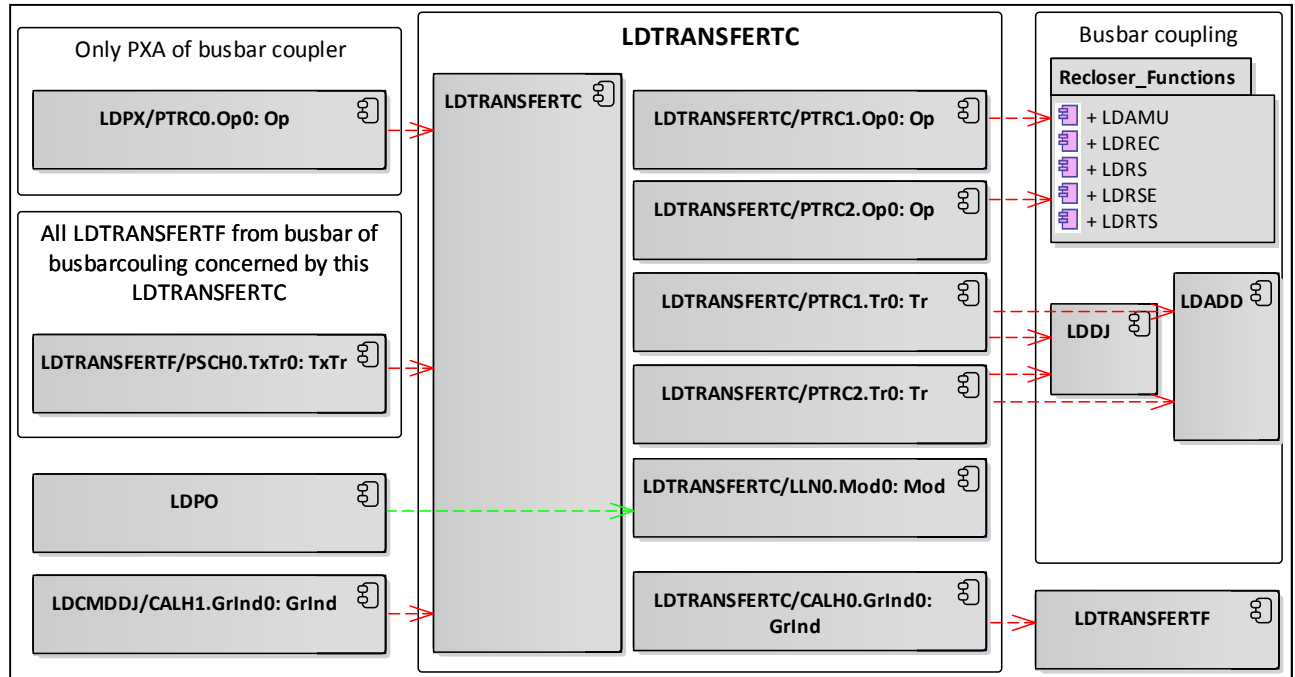 Only PXA of busbar coupler
LDPX/PTRC0.Op0: Op
All LDTRANSFERTF from busbar of
busbarcouling concerned by this
LDTRANSFERTC
LDTRANSFERTF/PSCH0.TxTr0: TxTr
LDPO
LDCMDDJ/CALH1.GrInd0: GrInd
LDTRANSFERTC
LDTRANSFERTC
LDTRANSFERTC/PTRC1.Op0: Op
LDTRANSFERTC/PTRC2.Op0: Op
LDTRANSFERTC/PTRC1.Tr0: Tr
LDTRANSFERTC/PTRC2.Tr0: Tr
LDTRANSFERTC/LLN0.Mod0: Mod
LDTRANSFERTC/CALH0.GrInd0:
GrInd
Busbar coupling
Recloser_Functions
+ LDAMU
+ LDREC
+ LDRS
+ LDRSE
+ LDRTS
LDDJ
LDADD
LDTRANSFERTF